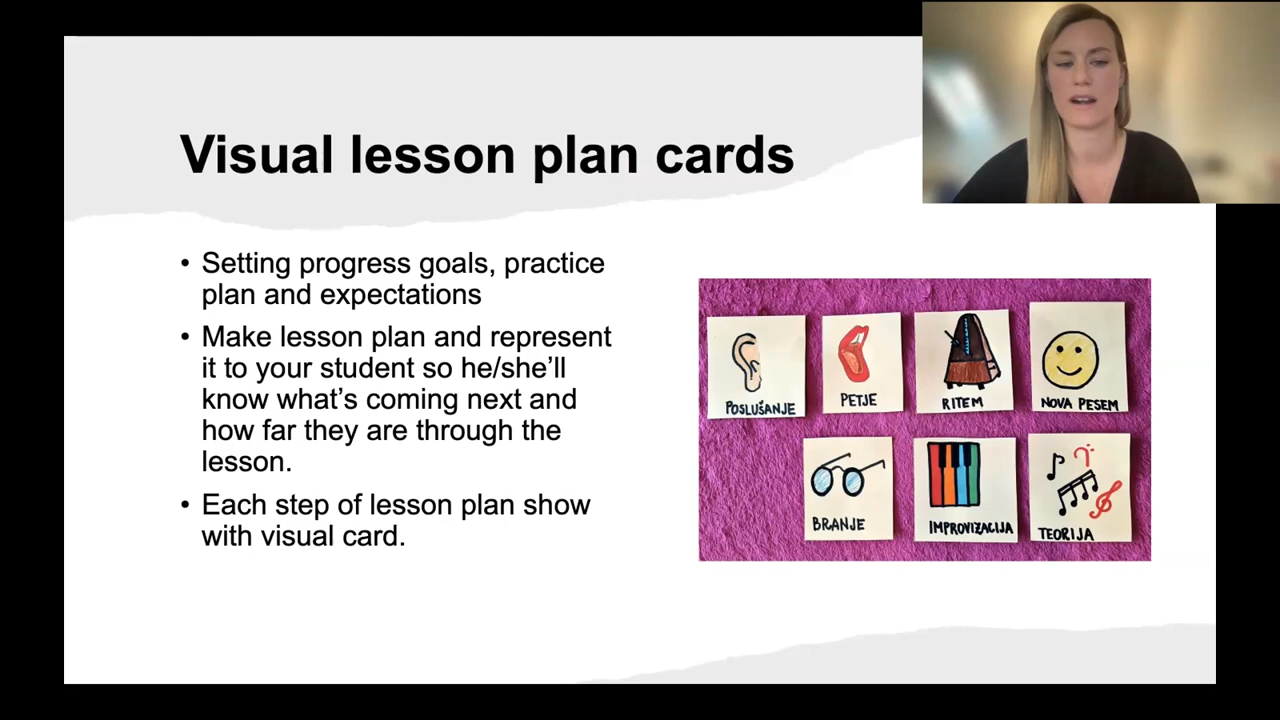 Visual lesson plan cards
• Setting progress goals, practice
plan and expectations
• Make lesson plan and represent
it to your student so he/she’ll
know what’s coming next and
how far they are through the
lesson.
• Each step of lesson plan show
with visual card.
POSLUŠANJE
PETJE
RITEM
NOVA PESEM
BRANJE
IMPROVIZACIJA
TEORIJA